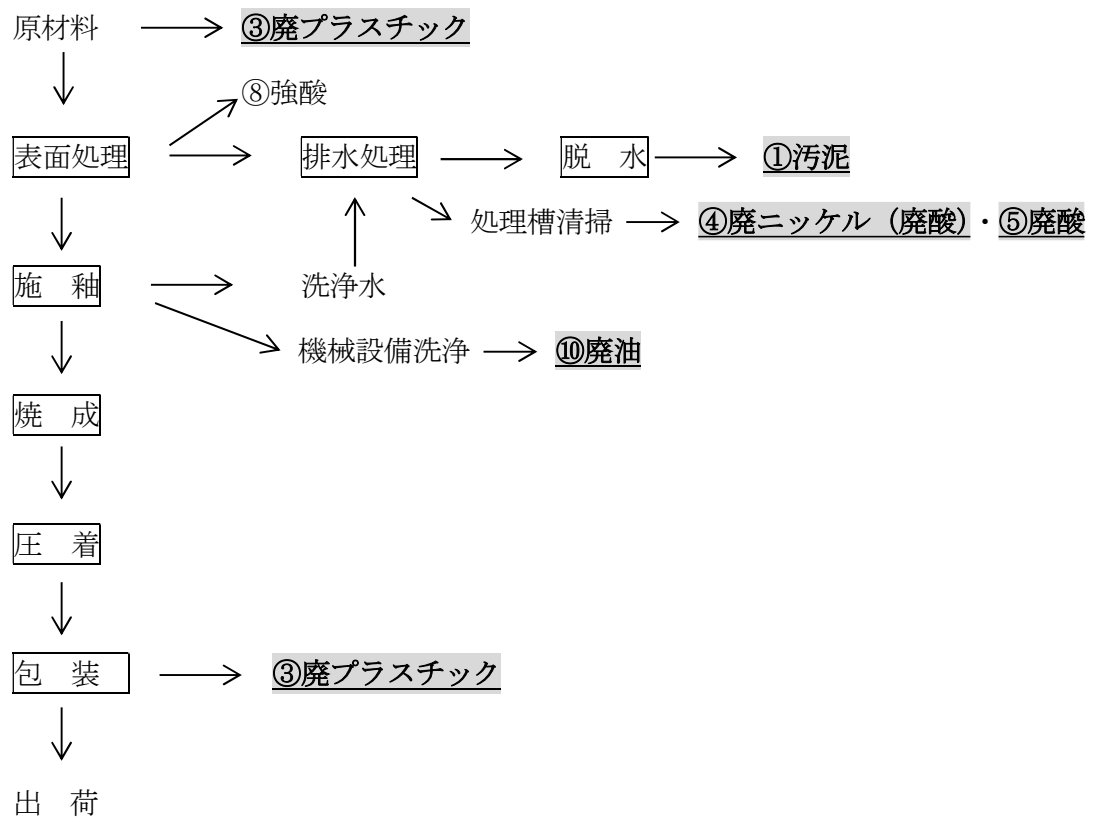 原材料 ③廃プラスチック
⑧強酸
表面処理 排水処理 脱 水 ①汚泥
処理槽清掃 ④廃ニッケル（廃酸）・⑤廃酸
施 釉 洗浄水
機械設備洗浄 ⑩廃油
焼 成
圧 着
包 装 ③廃プラスチック
出 荷